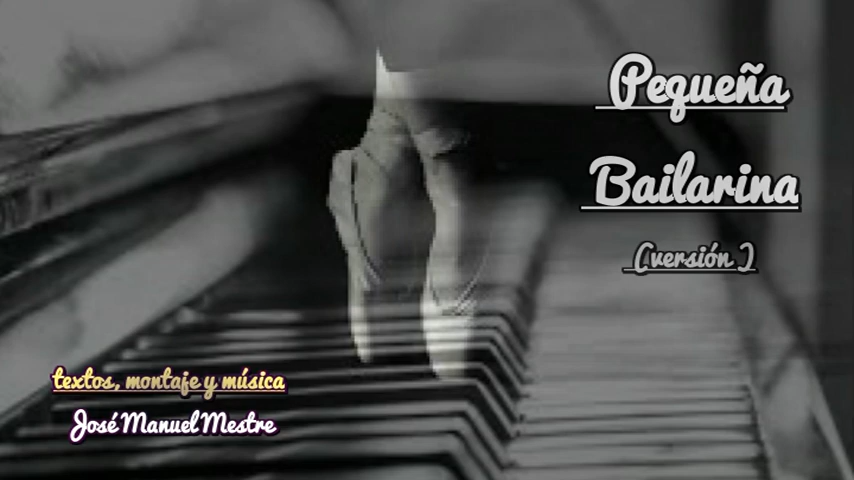 Pequeña
Bailarina
(versión)
textos, montaje y música
José Manuel Mestre